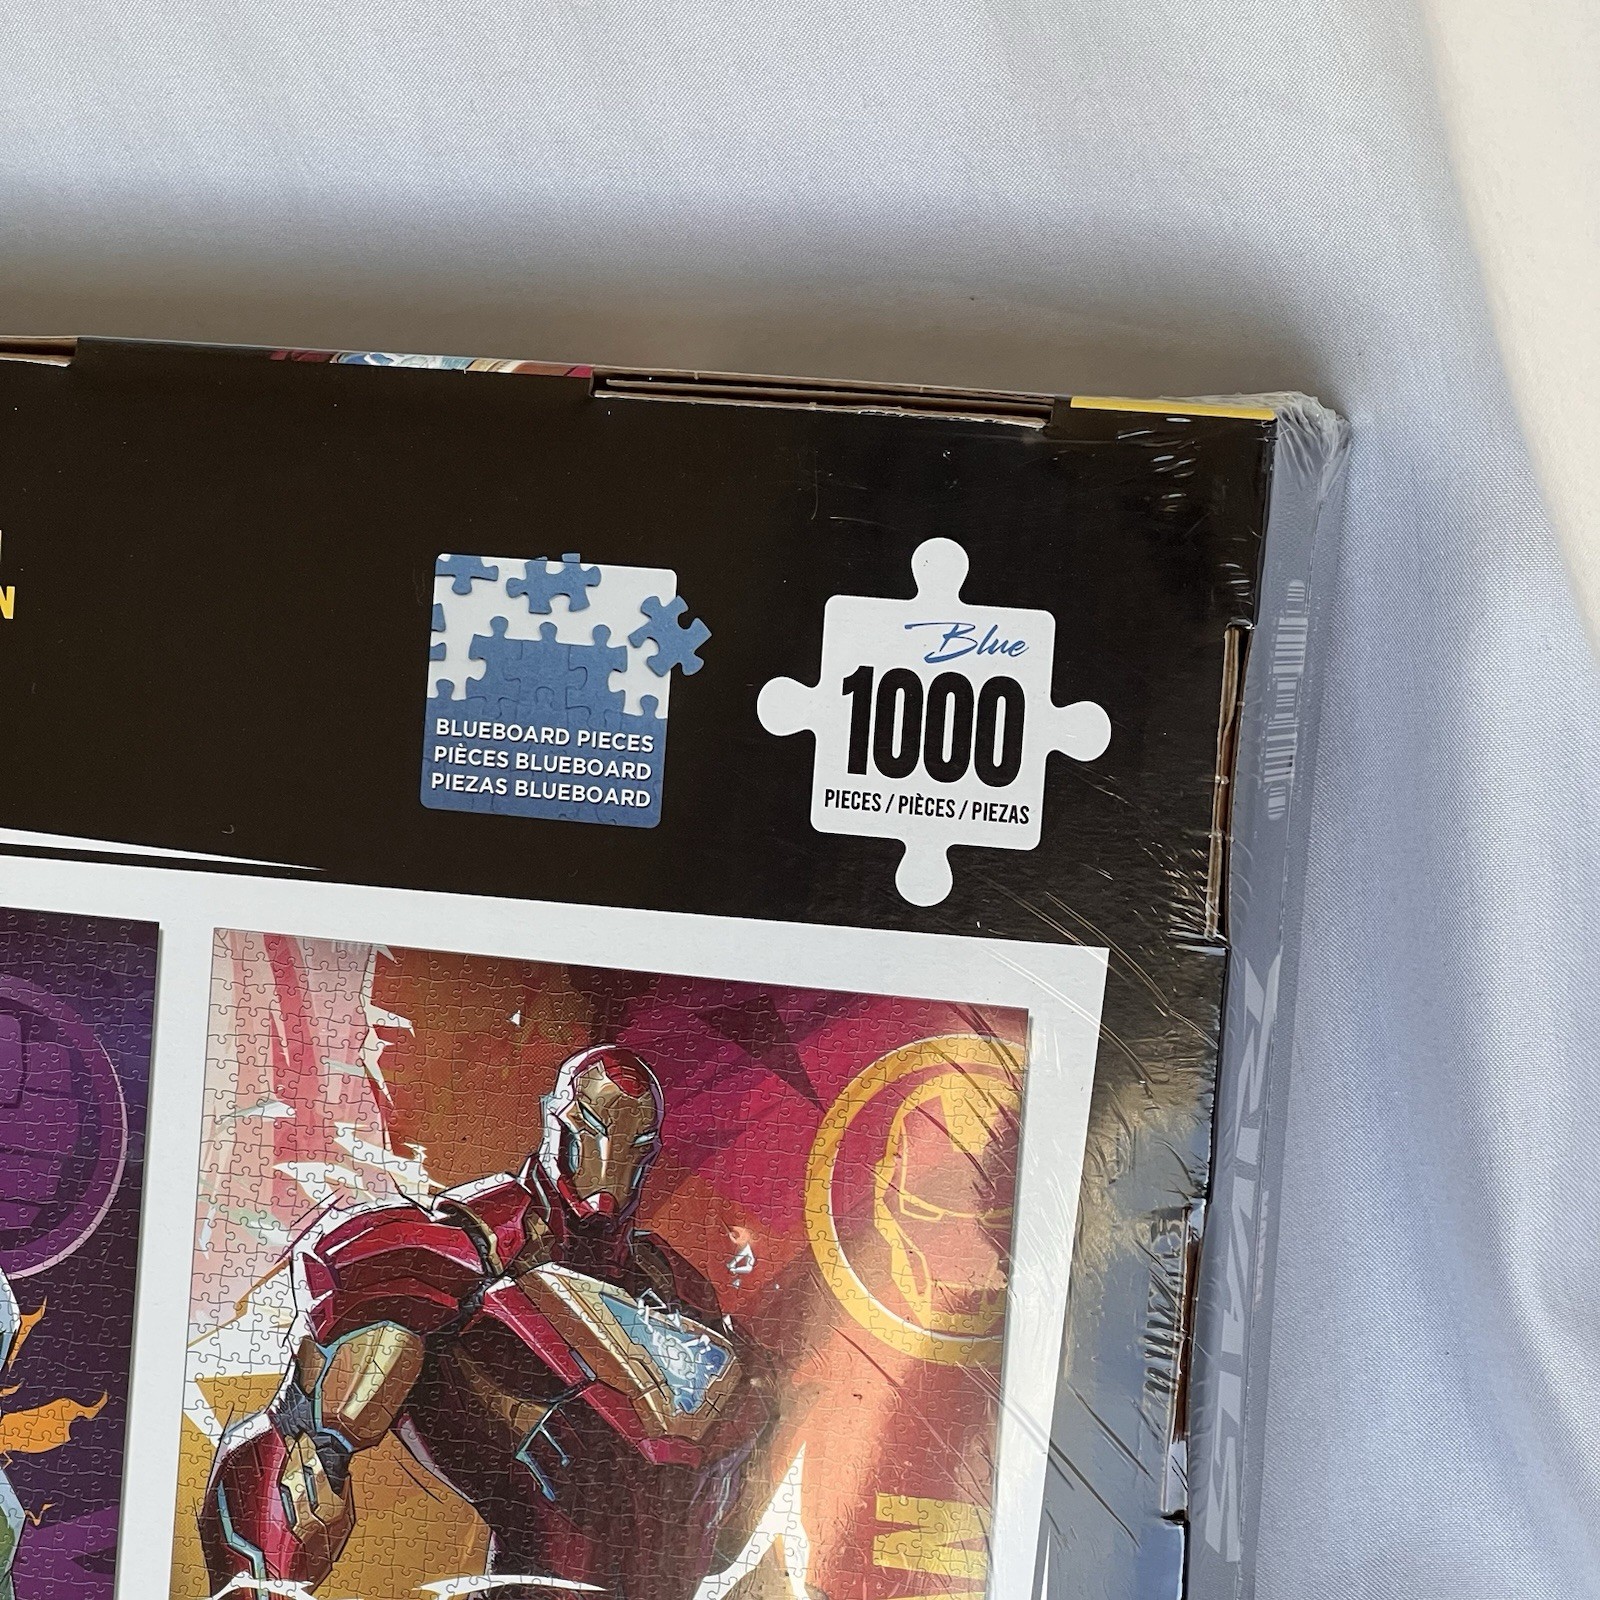 N
BLUEBOARD PIECES
PIÈCES BLUEBOARD
PIEZAS BLUEBOARD
Blue
1000
PIECES / PIÈCES / PIEZAS
M